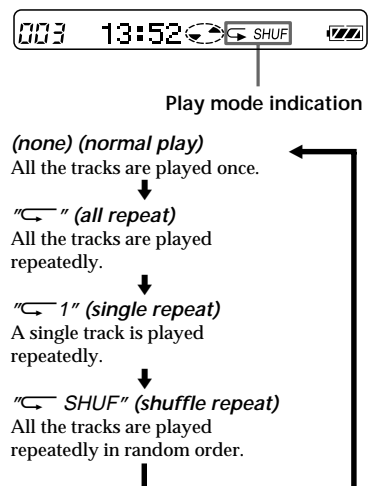 003 13:52 SHUF
Play mode indication
(none) (normal play)
All the tracks are played once.
" " (all repeat)
All the tracks are played
repeatedly.
" 1" (single repeat)
A single track is played
repeatedly.
" SHUF" (shuffle repeat)
All the tracks are played
repeatedly in random order.